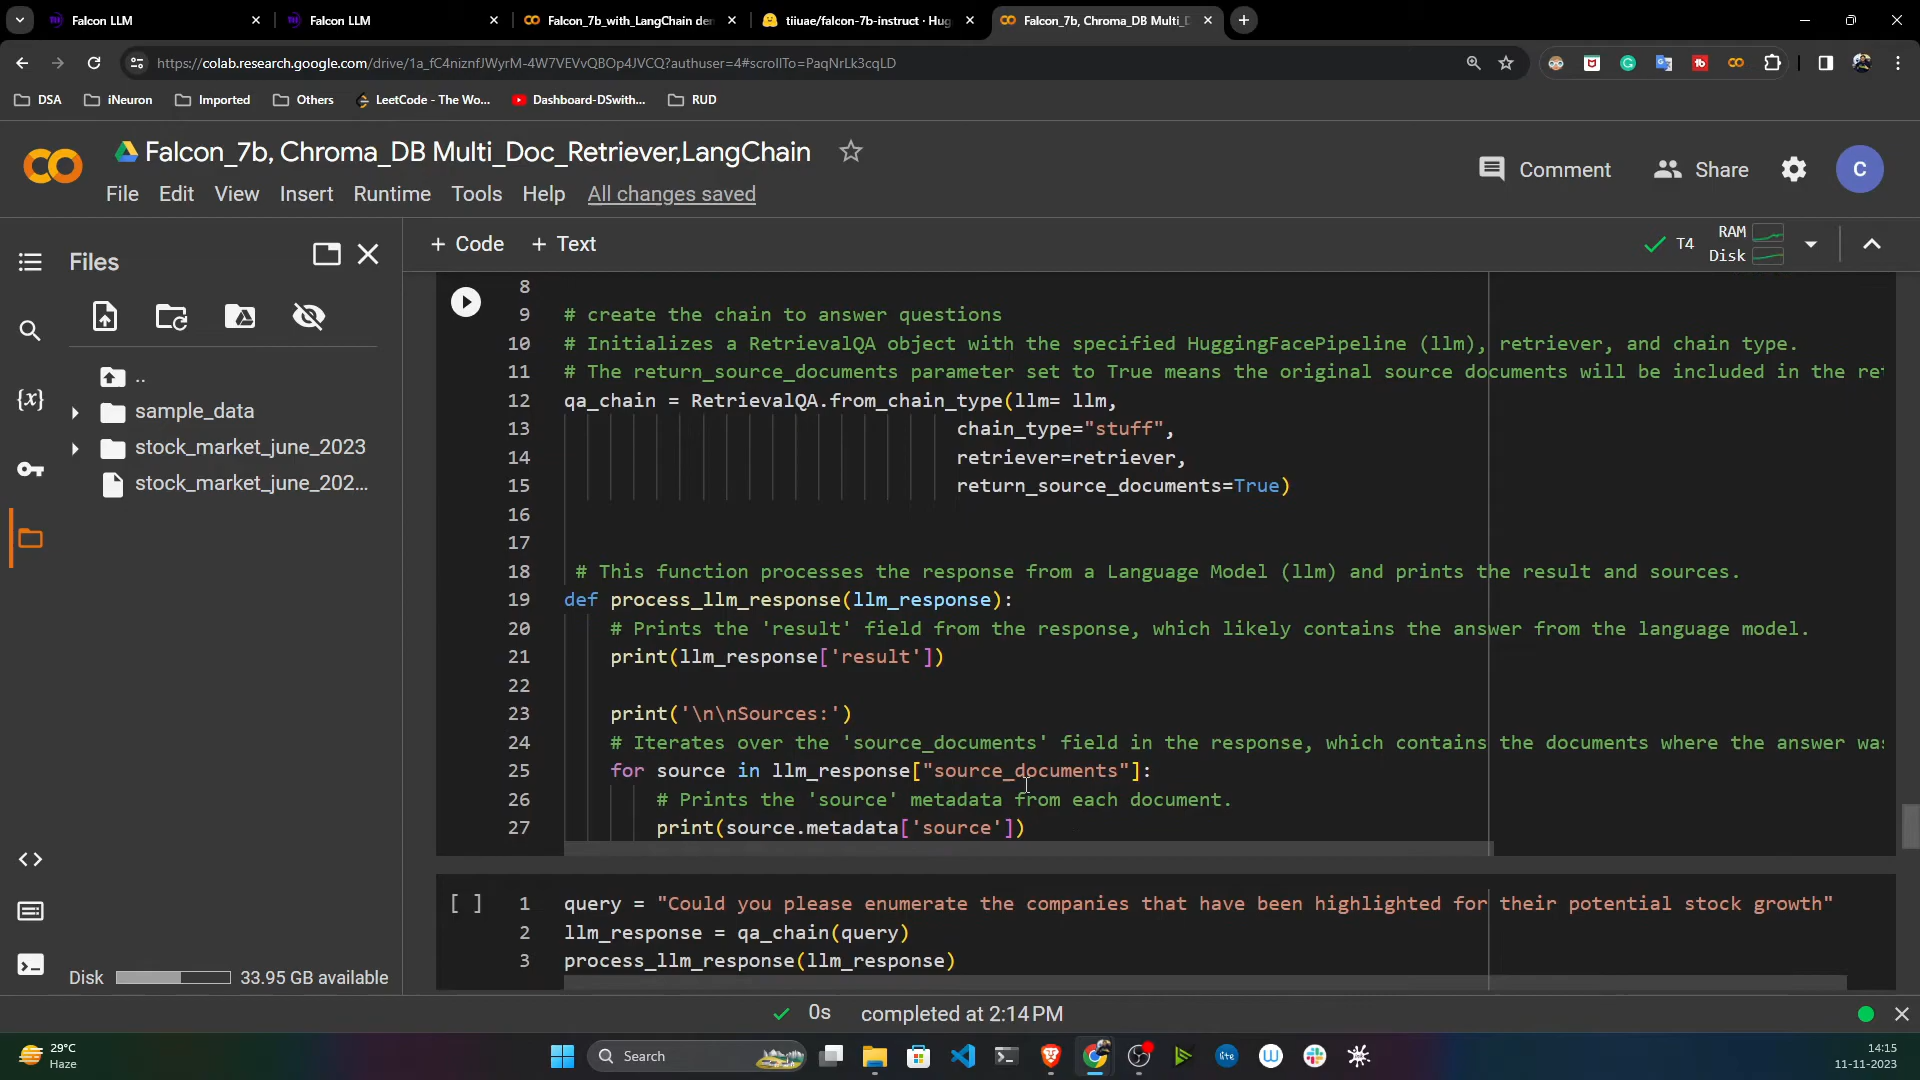 Falcon LLM
Falcon LLM
Falcon_7b_with_LangChain der
tiiuae/falcon-7b-instruct · Hug
Falcon_7b, Chroma_DB Multi_D
https://colab.research.google.com/drive/1a_fC4niznfJWyrM-4W7VEVvQBOp4JVCQ?authuser=4#scrollTo=PaqNrLk3cqLD
DSA
iNeuron
Imported
Others
LeetCode - The Wo...
Dashboard-DSwith...
RUD
Falcon_7b, Chroma_DB Multi_Doc_Retriever,LangChain
File Edit View Insert Runtime Tools Help All changes saved
Comment
Share
C
Files
+ Code + Text
T4
RAM
Disk
..
sample_data
stock_market_june_2023
stock_market_june_202...
{x}
Disk 33.95 GB available
8
9 # create the chain to answer questions
10 # Initializes a RetrievalQA object with the specified HuggingFacePipeline (llm), retriever, and chain type.
11 # The return_source_documents parameter set to True means the original source documents will be included in the ret
12 qa_chain = RetrievalQA.from_chain_type(llm= llm,
13 chain_type="stuff",
14 retriever=retriever,
15 return_source_documents=True)
16
17
18 # This function processes the response from a Language Model (llm) and prints the result and sources.
19 def process_llm_response(llm_response):
20 # Prints the 'result' field from the response, which likely contains the answer from the language model.
21 print(llm_response['result'])
22
23 print('\n\nSources:')
24 # Iterates over the 'source_documents' field in the response, which contains the documents where the answer was
25 for source in llm_response["source_documents"]:
26 # Prints the 'source' metadata from each document.
27 print(source.metadata['source'])
[ ] 1 query = "Could you please enumerate the companies that have been highlighted for their potential stock growth"
2 llm_response = qa_chain(query)
3 process_llm_response(llm_response)
0s completed at 2:14 PM
29°C
Haze
Search
lite
W
14:15
11-11-2023